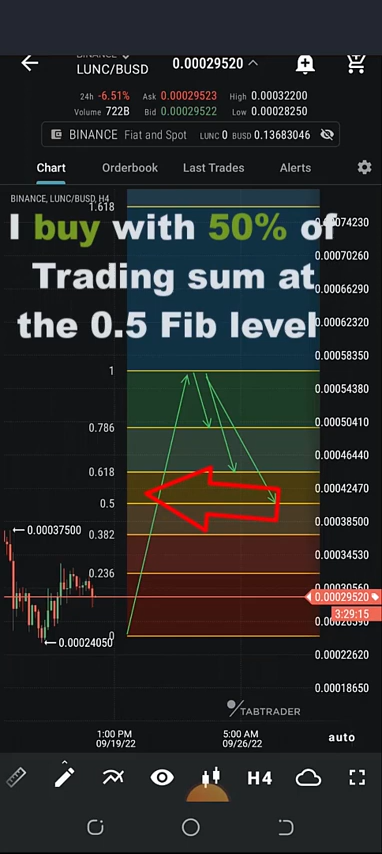 BINANCE
LUNC/BUSD
0.00029520
24h -6.51% Ask 0.00029523 High 0.00032200
Volume 722B Bid 0.00029522 Low 0.00028250
BINANCE Fiat and Spot LUNC 0 BUSD 0.13683046
Chart Orderbook Last Trades Alerts
BINANCE, LUNC/BUSD, H4
1.618
I buy with 50% of
0.00074230
0.00070260
Trading sum at
0.00066290
the 0.5 Fib level
0.00062320
0.00058350
1
0.00054380
0.00050410
0.786
0.00046440
0.618
0.00042470
0.5
0.00038500
0.00037500
0.382
0.00034530
0.236
0.00030560
0.00029520
3:29:15
0
0.00024050
0.00022620
0.00018650
TABTRADER
1:00 PM 5:00 AM
09/19/22 09/26/22
auto
H4